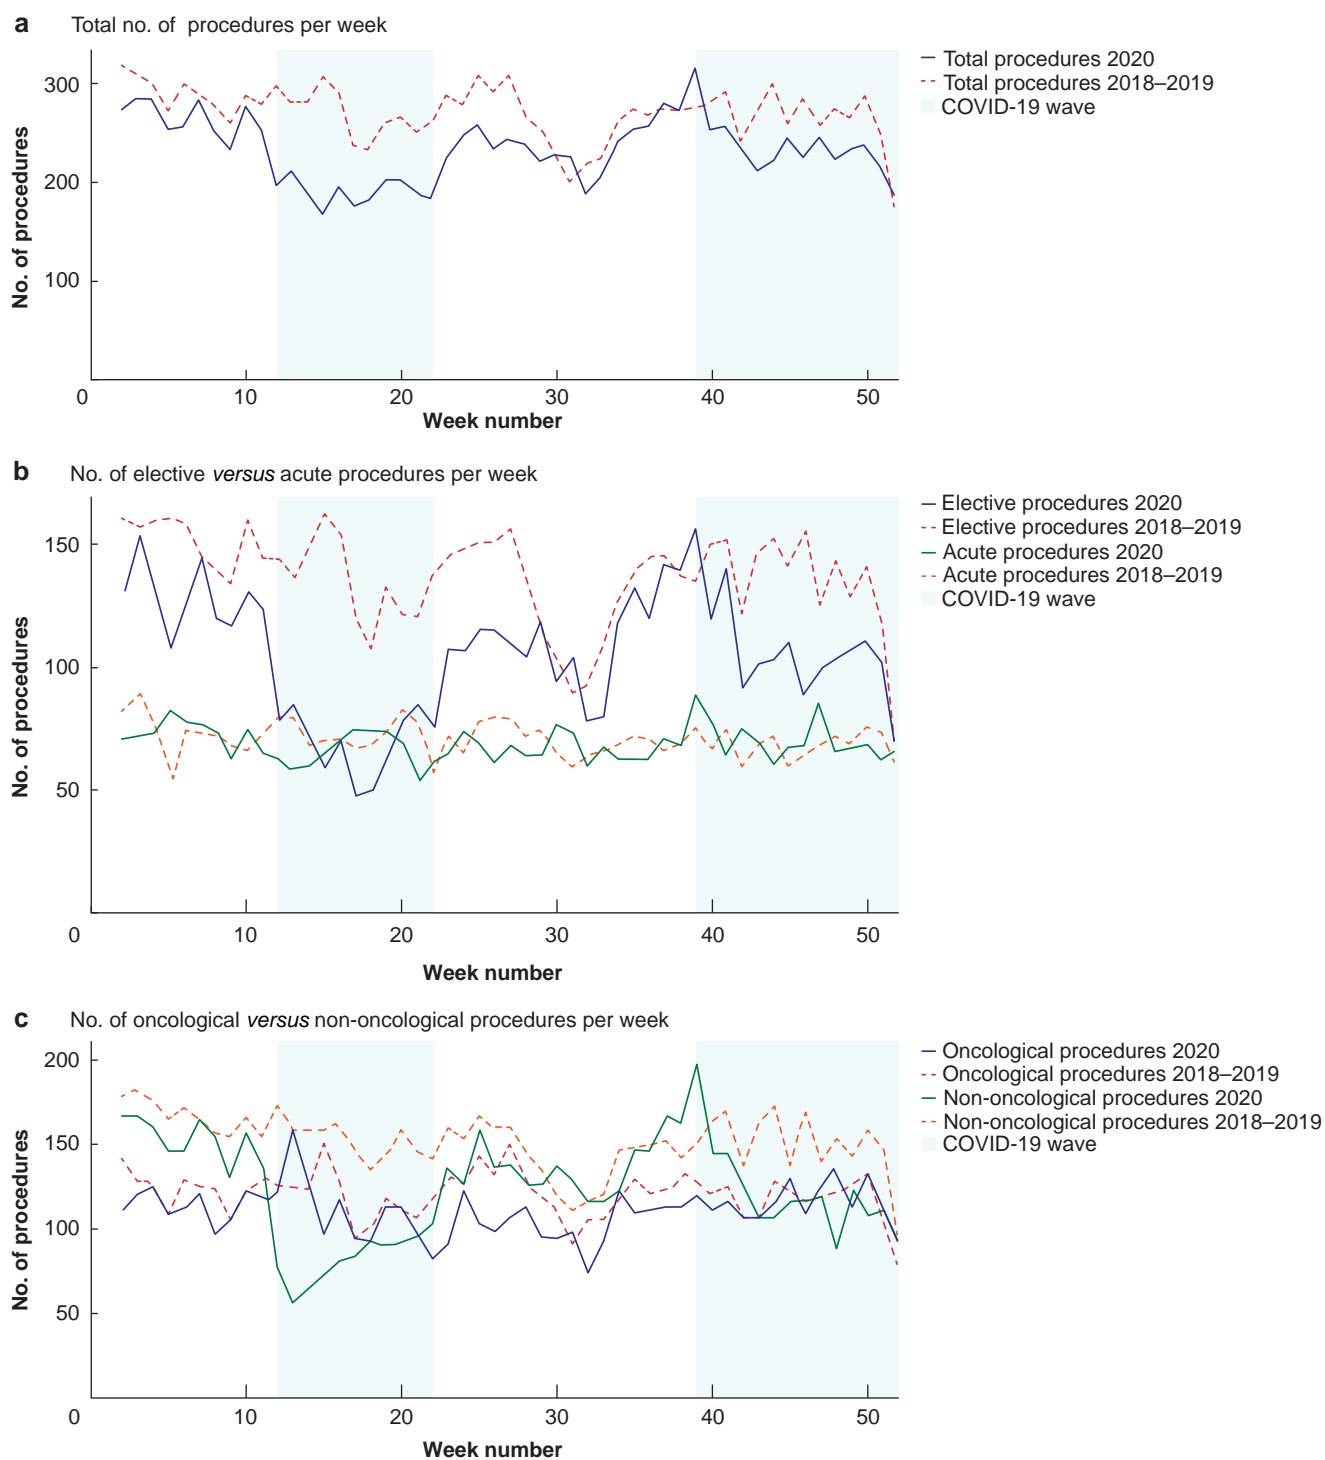 a Total no. of procedures per week
300
200
100
0 10 20 30 40 50
No. of procedures
Week number
Total procedures 2020
Total procedures 2018–2019
COVID-19 wave
b No. of elective versus acute procedures per week
150
100
50
0 10 20 30 40 50
No. of procedures
Week number
Elective procedures 2020
Elective procedures 2018–2019
Acute procedures 2020
Acute procedures 2018–2019
COVID-19 wave
c No. of oncological versus non-oncological procedures per week
200
150
100
50
0 10 20 30 40 50
No. of procedures
Week number
Oncological procedures 2020
Oncological procedures 2018–2019
Non-oncological procedures 2020
Non-oncological procedures 2018–2019
COVID-19 wave